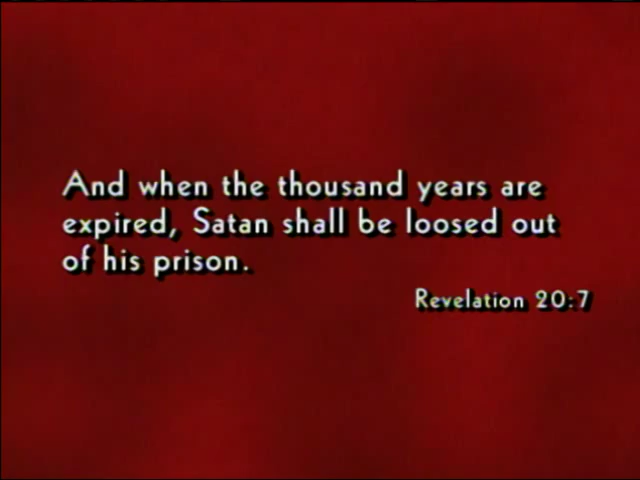 And when the thousand years are
expired, Satan shall be loosed out
of his prison.
Revelation 20:7